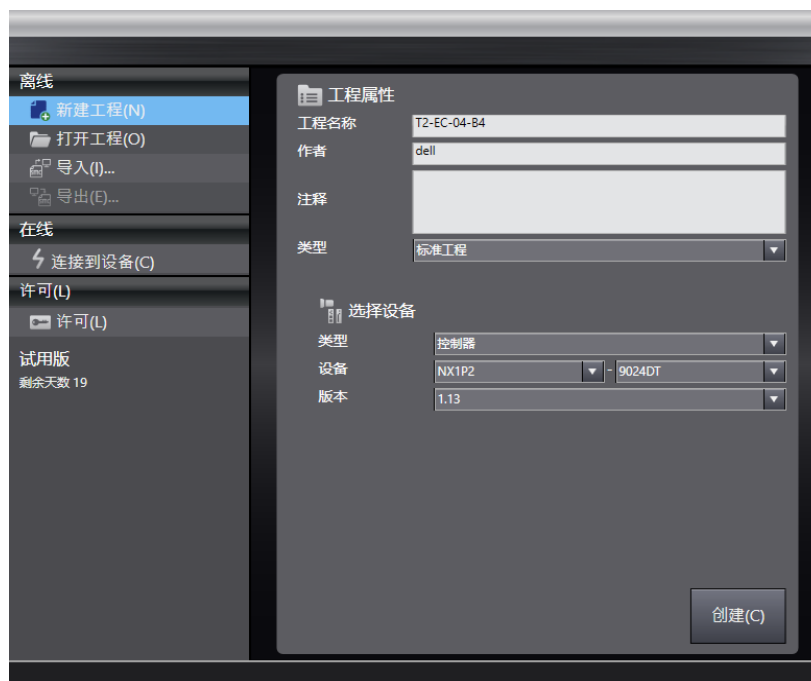 离线
新建工程(N)
打开工程(O)
导入(I)...
导出(E)...
在线
连接到设备(C)
许可(L)
许可(L)
试用版
剩余天数 19
工程属性
工程名称 T2-EC-04-B4
作者 dell
注释
类型 标准工程
选择设备
类型 控制器
设备 NX1P2 - 9024DT
版本 1.13
创建(C)